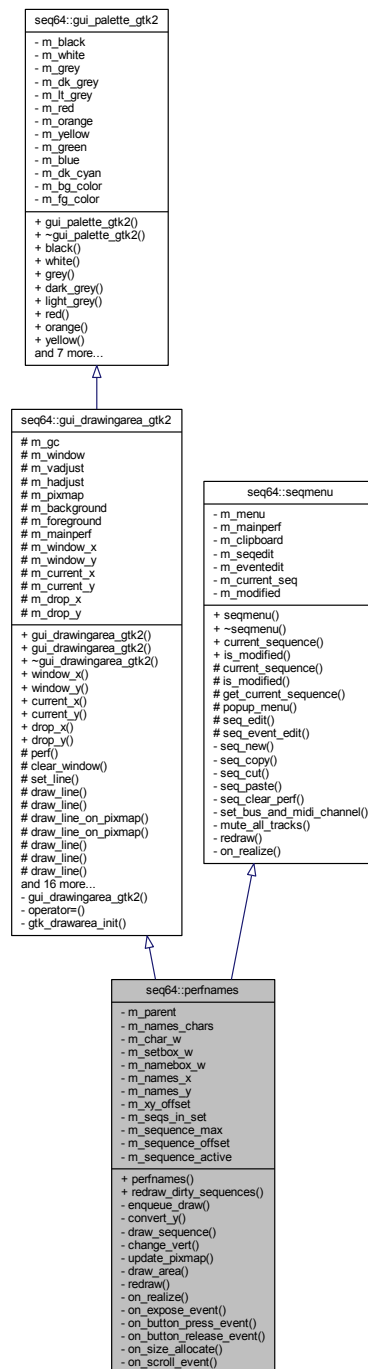 seq64::gui_palette_gtk2
- m_black
- m_white
- m_grey
- m_dk_grey
- m_lt_grey
- m_red
- m_orange
- m_yellow
- m_green
- m_blue
- m_dk_cyan
- m_bg_color
- m_fg_color
+ gui_palette_gtk2()
+ ~gui_palette_gtk2()
+ black()
+ white()
+ grey()
+ dark_grey()
+ light_grey()
+ red()
+ orange()
+ yellow()
and 7 more...
seq64::gui_drawingarea_gtk2
# m_gc
# m_window
# m_vadjust
# m_hadjust
# m_pixmap
# m_background
# m_foreground
# m_mainperf
# m_window_x
# m_window_y
# m_current_x
# m_current_y
# m_drop_x
# m_drop_y
+ gui_drawingarea_gtk2()
+ gui_drawingarea_gtk2()
+ ~gui_drawingarea_gtk2()
+ window_x()
+ window_y()
+ current_x()
+ current_y()
+ drop_x()
+ drop_y()
# perf()
# clear_window()
# set_line()
# draw_line()
# draw_line()
# draw_line_on_pixmap()
# draw_line_on_pixmap()
# draw_line()
# draw_line()
# draw_line()
and 16 more...
- gui_drawingarea_gtk2()
- operator=()
- gtk_drawarea_init()
seq64::seqmenu
- m_menu
- m_mainperf
- m_clipboard
- m_seqedit
- m_eventedit
- m_current_seq
- m_modified
+ seqmenu()
+ ~seqmenu()
+ current_sequence()
+ is_modified()
# current_sequence()
# is_modified()
# get_current_sequence()
# popup_menu()
# seq_edit()
# seq_event_edit()
- seq_new()
- seq_copy()
- seq_cut()
- seq_paste()
- seq_clear_perf()
- set_bus_and_midi_channel()
- mute_all_tracks()
- redraw()
- on_realize()
seq64::perfnames
- m_parent
- m_names_chars
- m_char_w
- m_setbox_w
- m_namebox_w
- m_names_x
- m_names_y
- m_xy_offset
- m_seqs_in_set
- m_sequence_max
- m_sequence_offset
- m_sequence_active
+ perfnames()
+ redraw_dirty_sequences()
- enqueue_draw()
- convert_y()
- draw_sequence()
- change_vert()
- update_pixmap()
- draw_area()
- redraw()
- on_realize()
- on_expose_event()
- on_button_press_event()
- on_button_release_event()
- on_size_allocate()
- on_scroll_event()